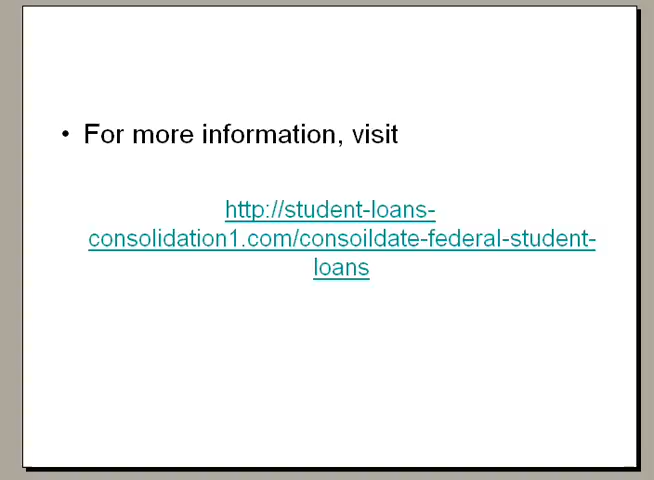 • For more information, visit
http://student-loans-
consolidation1.com/consoildate-federal-student-
loans